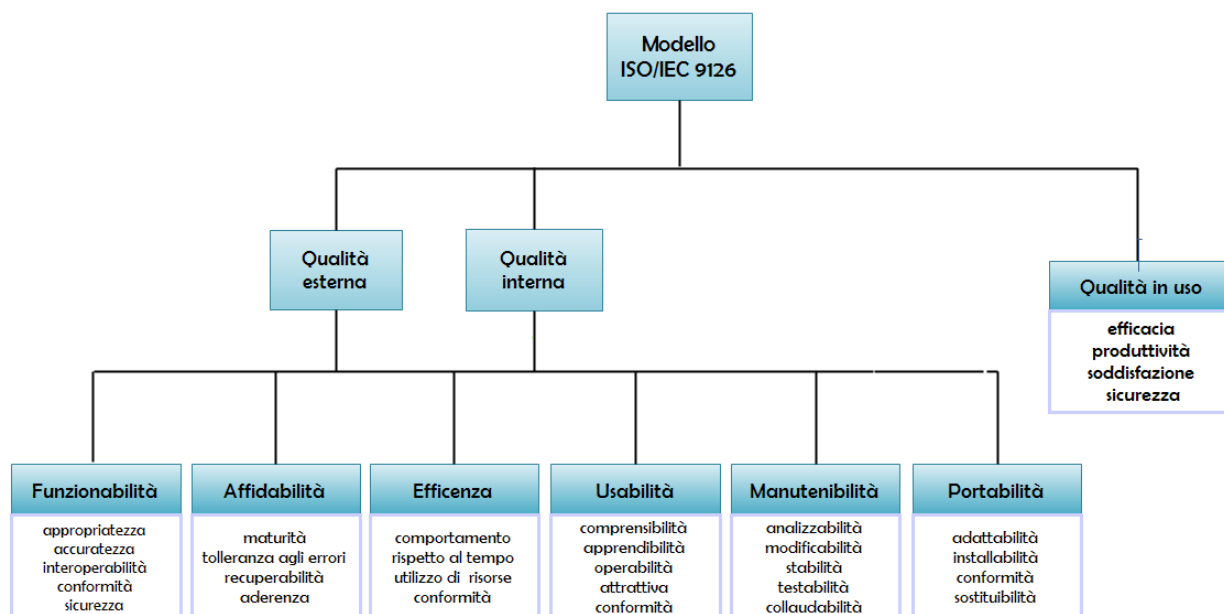 Modello
ISO/IEC 9126
Qualità
esterna
Qualità
interna
Qualità in uso
efficacia
produttività
soddisfazione
sicurezza
Funzionabilità
appropriatezza
accuratezza
interoperabilità
conformità
sicurezza
Affidabilità
maturità
tolleranza agli errori
recuperabilità
aderenza
Efficenza
comportamento
rispetto al tempo
utilizzo di risorse
conformità
Usabilità
comprensibilità
apprendibilità
operabilità
attrattiva
conformità
Manutenibilità
analizzabilità
modificabilità
stabilità
testabilità
collaudabilità
Portabilità
adattabilità
installabilità
conformità
sostituibilità